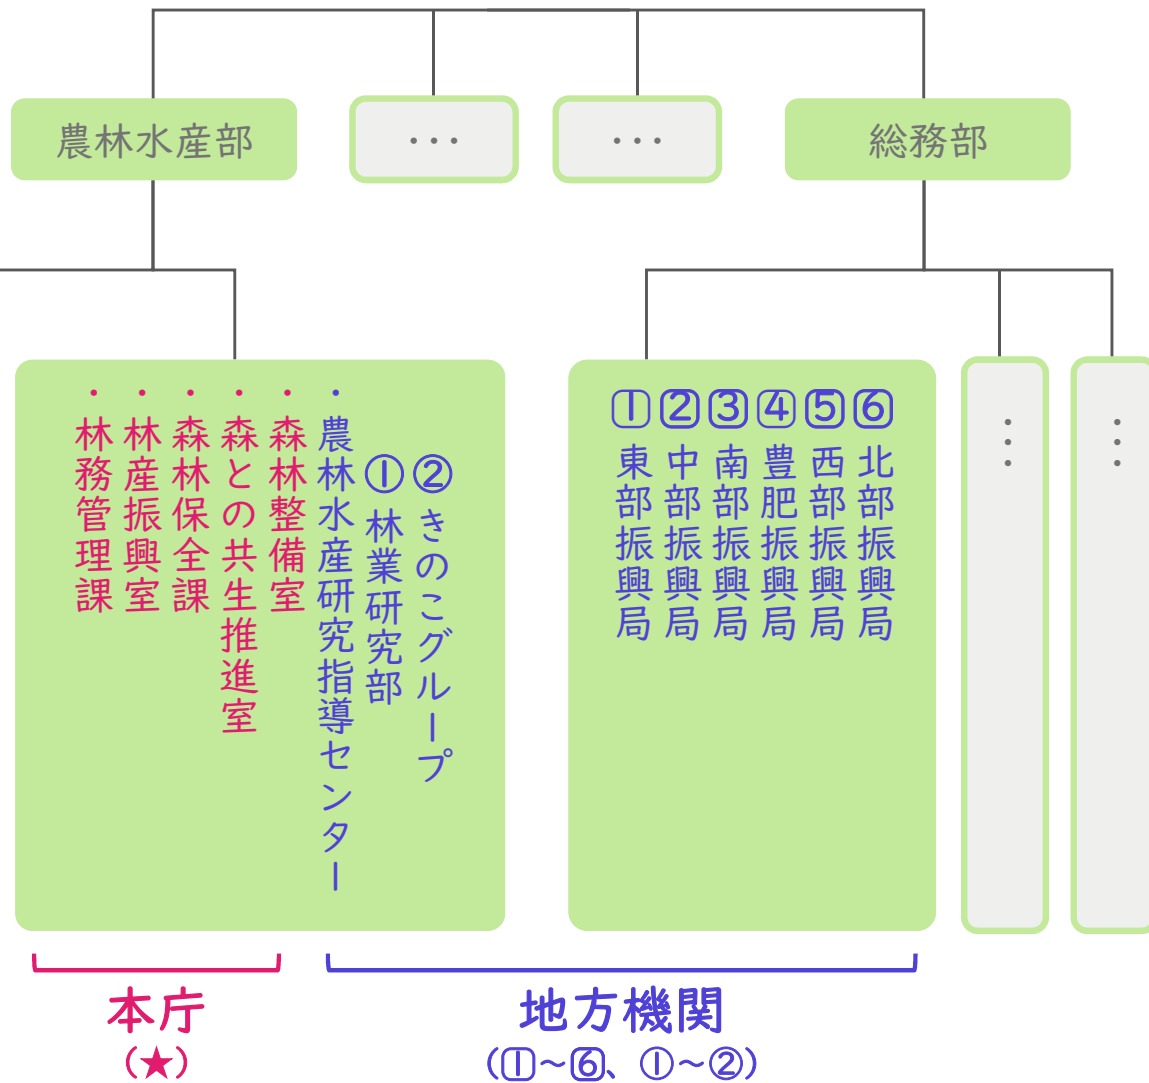 農林水産部
・・・
・・・
総務部
・林務管理課
・林産振興室
・森林保全課
・森との共生推進室
・森林整備室
・農林水産研究指導センター
①林業研究部
②きのこグループ
1東部振興局
2中部振興局
3南部振興局
4豊肥振興局
5西部振興局
6北部振興局
・・・
・・・
本庁
(★)
地方機関
(1～6、①～②)